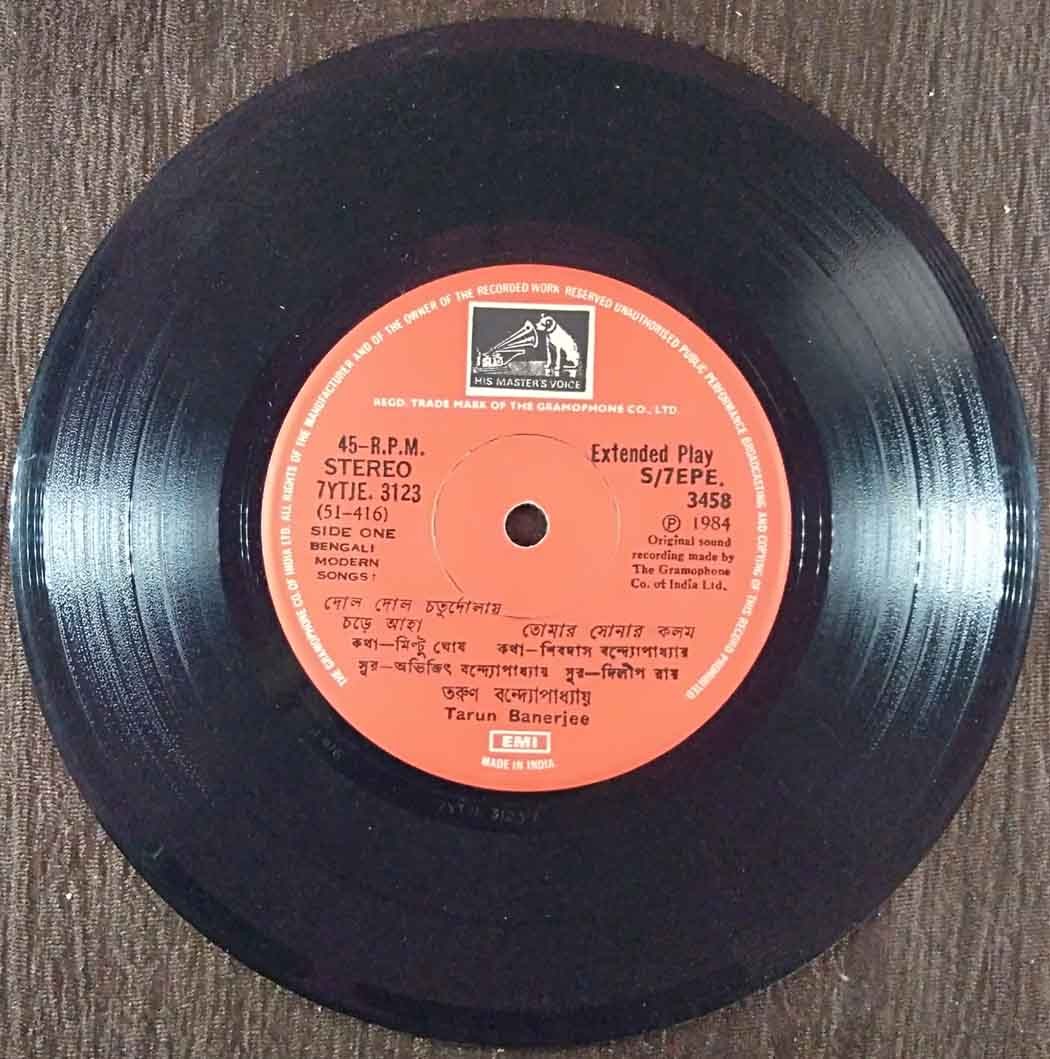 THE GRAMOPHONE CO. OF INDIA LTD. ALL RIGHTS OF THE MANUFACTURER AND OF THE OWNER OF THE RECORDED WORK RESERVED UNAUTHORISED PUBLIC PERFORMANCE BROADCASTING AND COPYING OF THIS RECORD PROHIBITED
HIS MASTER'S VOICE
REGD. TRADE MARK OF THE GRAMOPHONE CO., LTD.
45-R.P.M. Extended Play
STEREO S/7EPE.
7YTJE. 3123 3458
(51-416) ℗ 1984
SIDE ONE Original sound
BENGALI recording made by
MODERN The Gramophone
SONGS: Co. of India Ltd.
দোল দোল চতুর্দোলায়
চড়ে আহা তোমার সোনার কলম
কথা—মিন্টু ঘোষ কথা—শিবদাস বন্দ্যোপাধ্যায়
সুর—অভিজিৎ বন্দ্যোপাধ্যায় সুর—দিলীপ রায়
তরুণ বন্দ্যোপাধ্যায়
Tarun Banerjee
EMI
MADE IN INDIA.